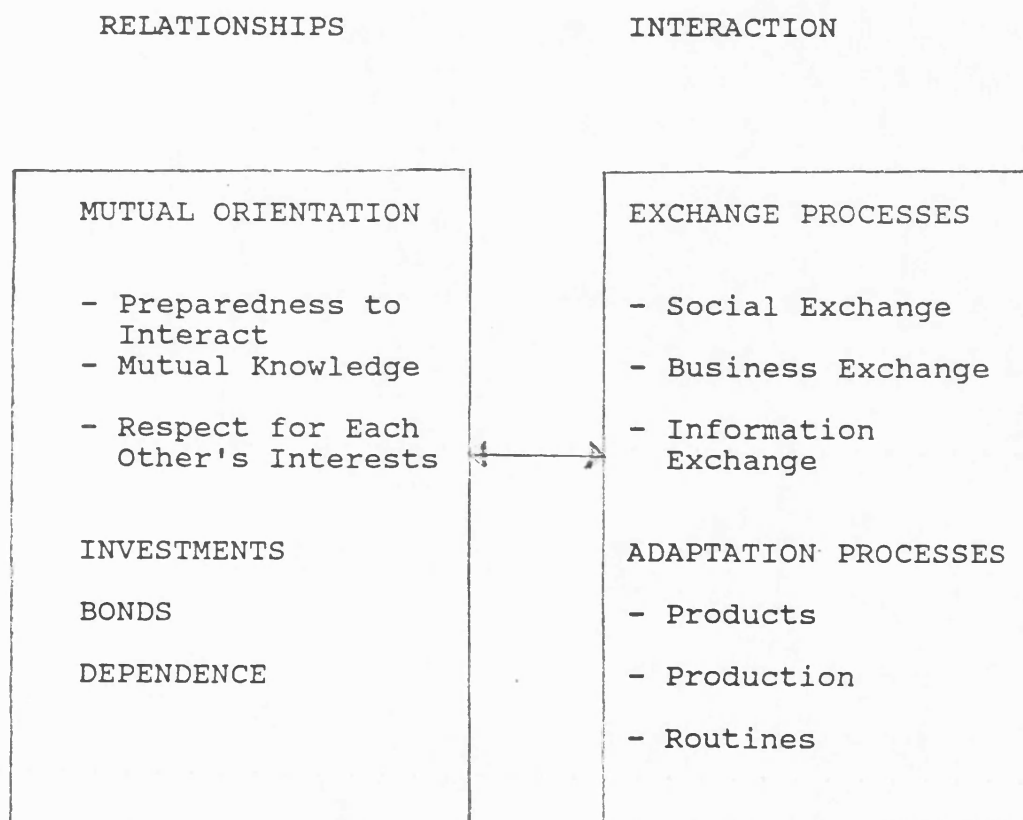 RELATIONSHIPS
INTERACTION
MUTUAL ORIENTATION
- Preparedness to
Interact
- Mutual Knowledge
- Respect for Each
Other's Interests
INVESTMENTS
BONDS
DEPENDENCE
EXCHANGE PROCESSES
- Social Exchange
- Business Exchange
- Information
Exchange
ADAPTATION PROCESSES
- Products
- Production
- Routines